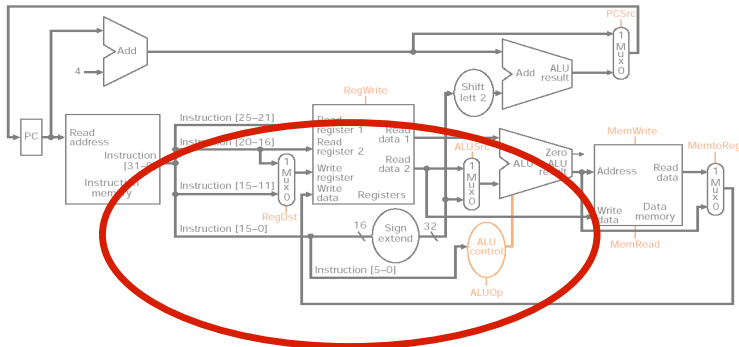 PCSrc
Add
4
Add
ALU
result
1
M
u
x
0
Shift
left 2
RegWrite
PC
Read
address
Instruction
[31-0]
Instruction
memory
Instruction [25-21]
Instruction [20-16]
Instruction [15-11]
Instruction [15-0]
Instruction [5-0]
1
M
u
x
0
RegDst
Read
register 1
Read
register 2
Write
register
Write
data
Read
data 1
Read
data 2
Registers
16
Sign
extend
32
ALUSrc
1
M
u
x
0
Zero
ALU
ALU
result
ALU
control
ALUOp
MemWrite
Address
Read
data
Write
data
Data
memory
MemRead
MemtoReg
1
M
u
x
0